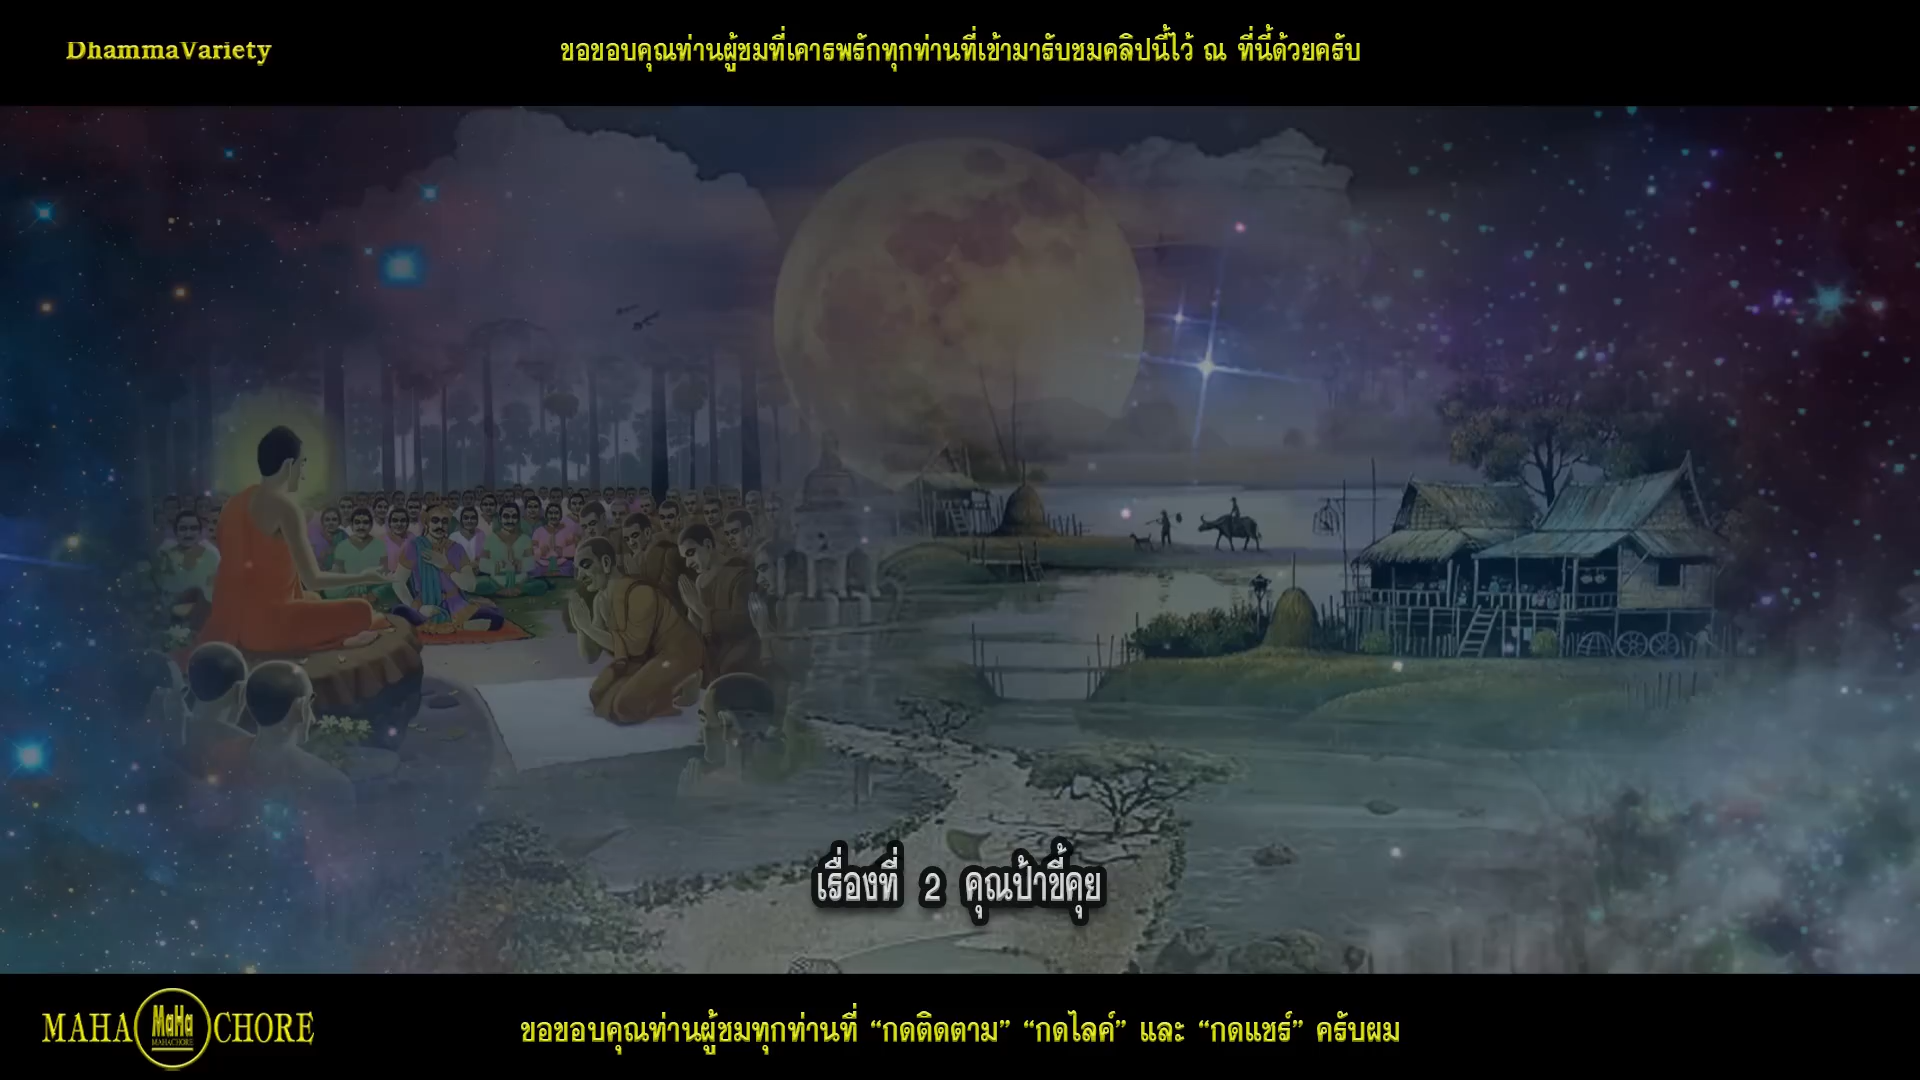 DhammaVariety
ขอขอบคุณท่านผู้ชมที่เคารพรักทุกท่านที่เข้ามารับชมคลิปนี้ไว้ ณ ที่นี้ด้วยครับ
เรื่องที่ 2 คุณป้าขี้คุย
MAHA MaHa CHORE
MAHACHORE
ขอขอบคุณท่านผู้ชมทุกท่านที่ “กดติดตาม” “กดไลค์” และ “กดแชร์” ครับผม